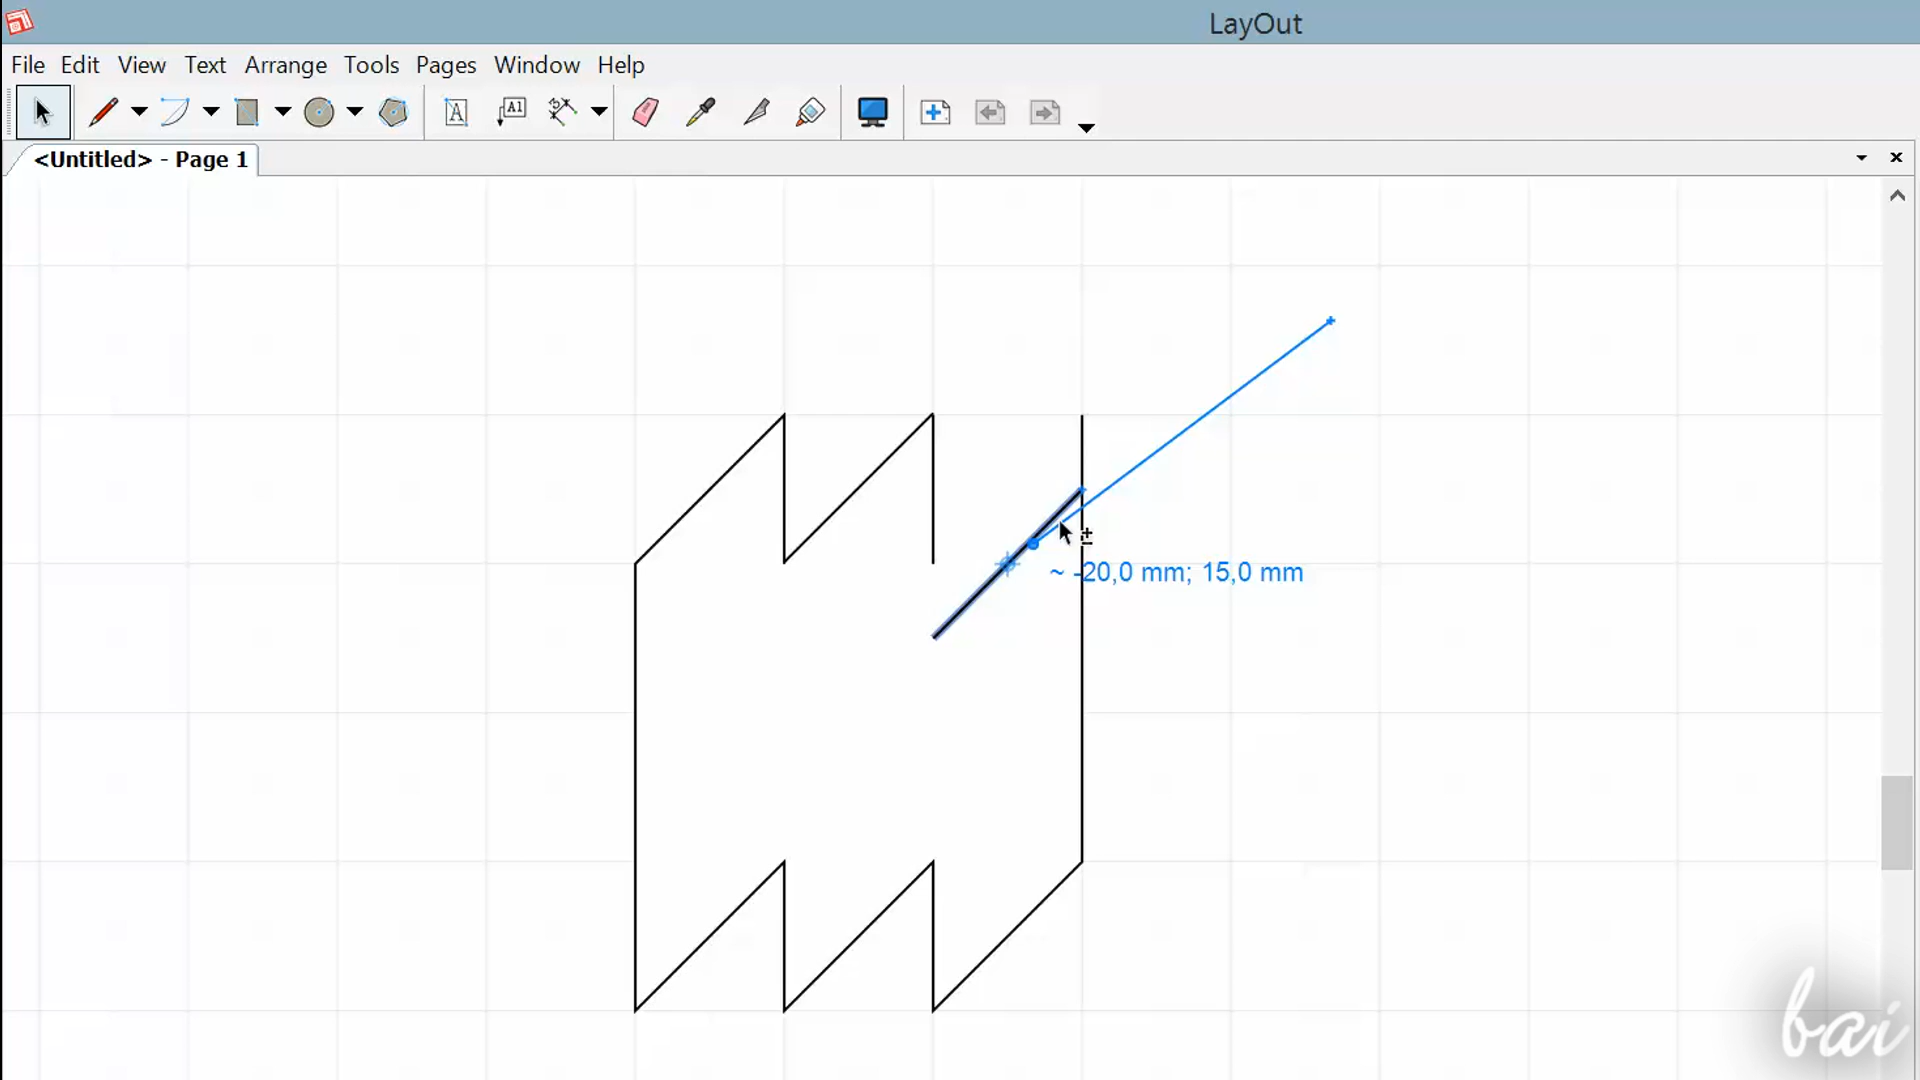 LayOut
File Edit View Text Arrange Tools Pages Window Help
A A1
<Untitled> - Page 1
~ -20,0 mm; 15,0 mm
bai